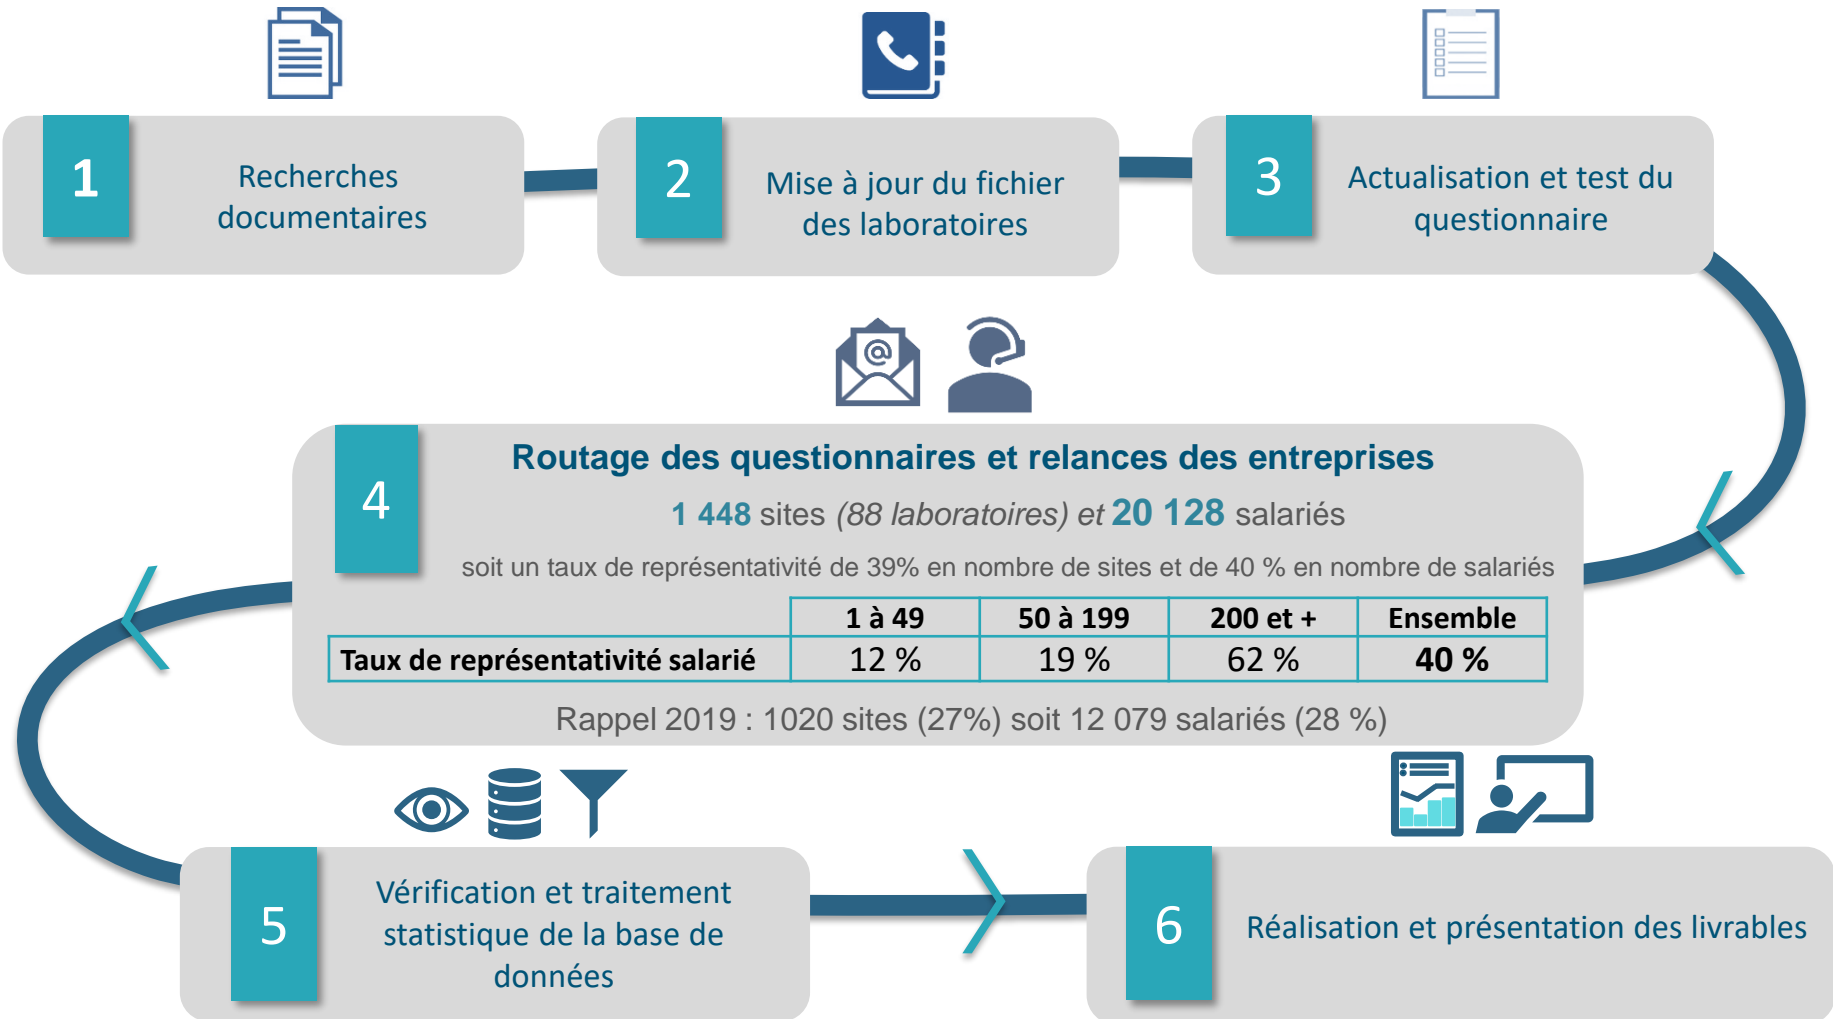 1
Recherches
documentaires
2
Mise à jour du fichier
des laboratoires
3
Actualisation et test du
questionnaire
4
Routage des questionnaires et relances des entreprises
1 448 sites (88 laboratoires) et 20 128 salariés
soit un taux de représentativité de 39% en nombre de sites et de 40 % en nombre de salariés
1 à 49 50 à 199 200 et + Ensemble
Taux de représentativité salarié 12 % 19 % 62 % 40 %
Rappel 2019 : 1020 sites (27%) soit 12 079 salariés (28 %)
5
Vérification et traitement
statistique de la base de
données
6
Réalisation et présentation des livrables